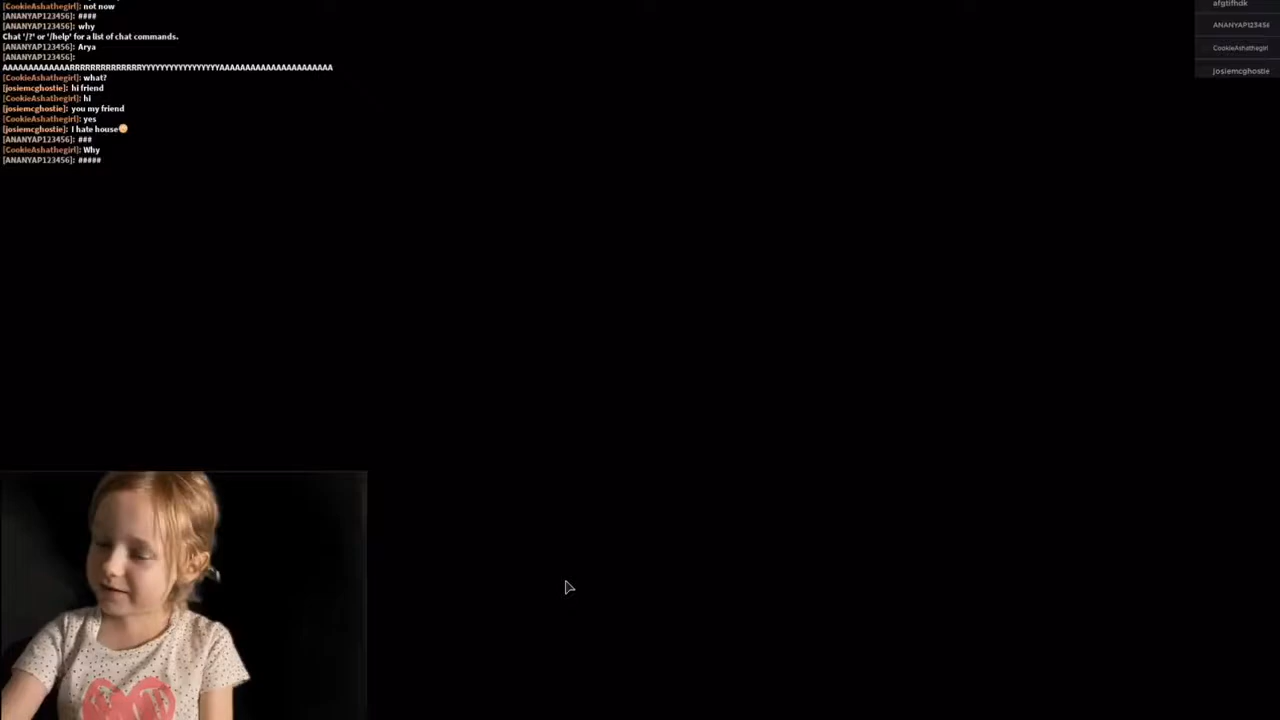 [CookieAshathegirl]: not now
[ANANYAP123456]: ####
[ANANYAP123456]: why
Chat '/?' or '/help' for a list of chat commands.
[ANANYAP123456]: Arya
[ANANYAP123456]:
AAAAAAAAAAAAARRRRRRRRRRRRRRYYYYYYYYYYYYYYYAAAAAAAAAAAAAAAAAAAAAA
[CookieAshathegirl]: what?
[josiemcghostie]: hi friend
[CookieAshathegirl]: hi
[josiemcghostie]: you my friend
[CookieAshathegirl]: yes
[josiemcghostie]: I hate house
[ANANYAP123456]: ###
[CookieAshathegirl]: Why
[ANANYAP123456]: #####
afgtifhdk
ANANYAP123456
CookieAshathegirl
josiemcghostie